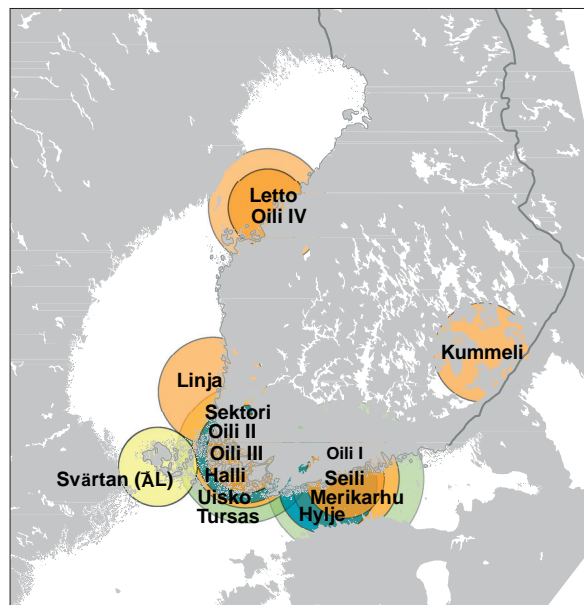 Letto
Oili IV
Kummeli
Linja
Sektori
Oili II
Oili III
Oili I
Halli
Seili
Svärtan (ÅL)
Uisko
Merikarhu
Tursas
Hylje